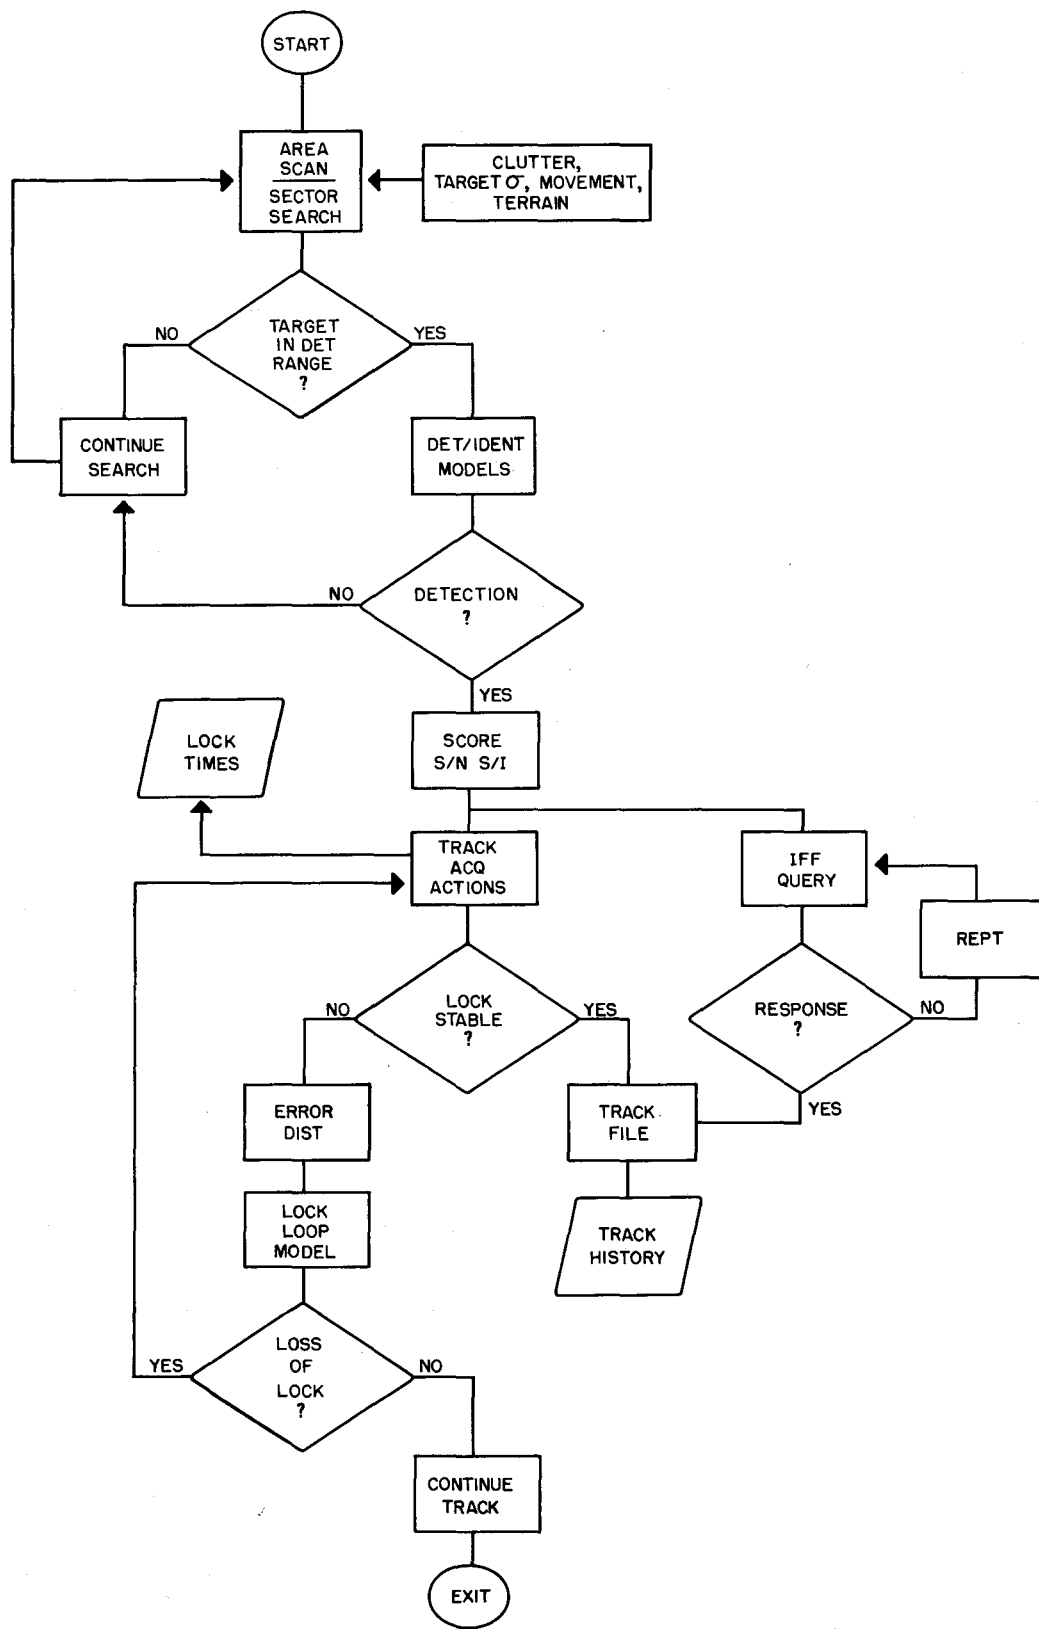 START
AREA
SCAN
SECTOR
SEARCH
CLUTTER,
TARGET σ, MOVEMENT,
TERRAIN
NO
TARGET
IN DET
RANGE
?
YES
CONTINUE
SEARCH
DET/IDENT
MODELS
NO
DETECTION
?
YES
LOCK
TIMES
SCORE
S/N S/I
TRACK
ACQ
ACTIONS
IFF
QUERY
REPT
NO
LOCK
STABLE
?
YES
RESPONSE
?
NO
YES
ERROR
DIST
TRACK
FILE
LOCK
LOOP
MODEL
TRACK
HISTORY
YES
LOSS
OF
LOCK
?
NO
CONTINUE
TRACK
EXIT